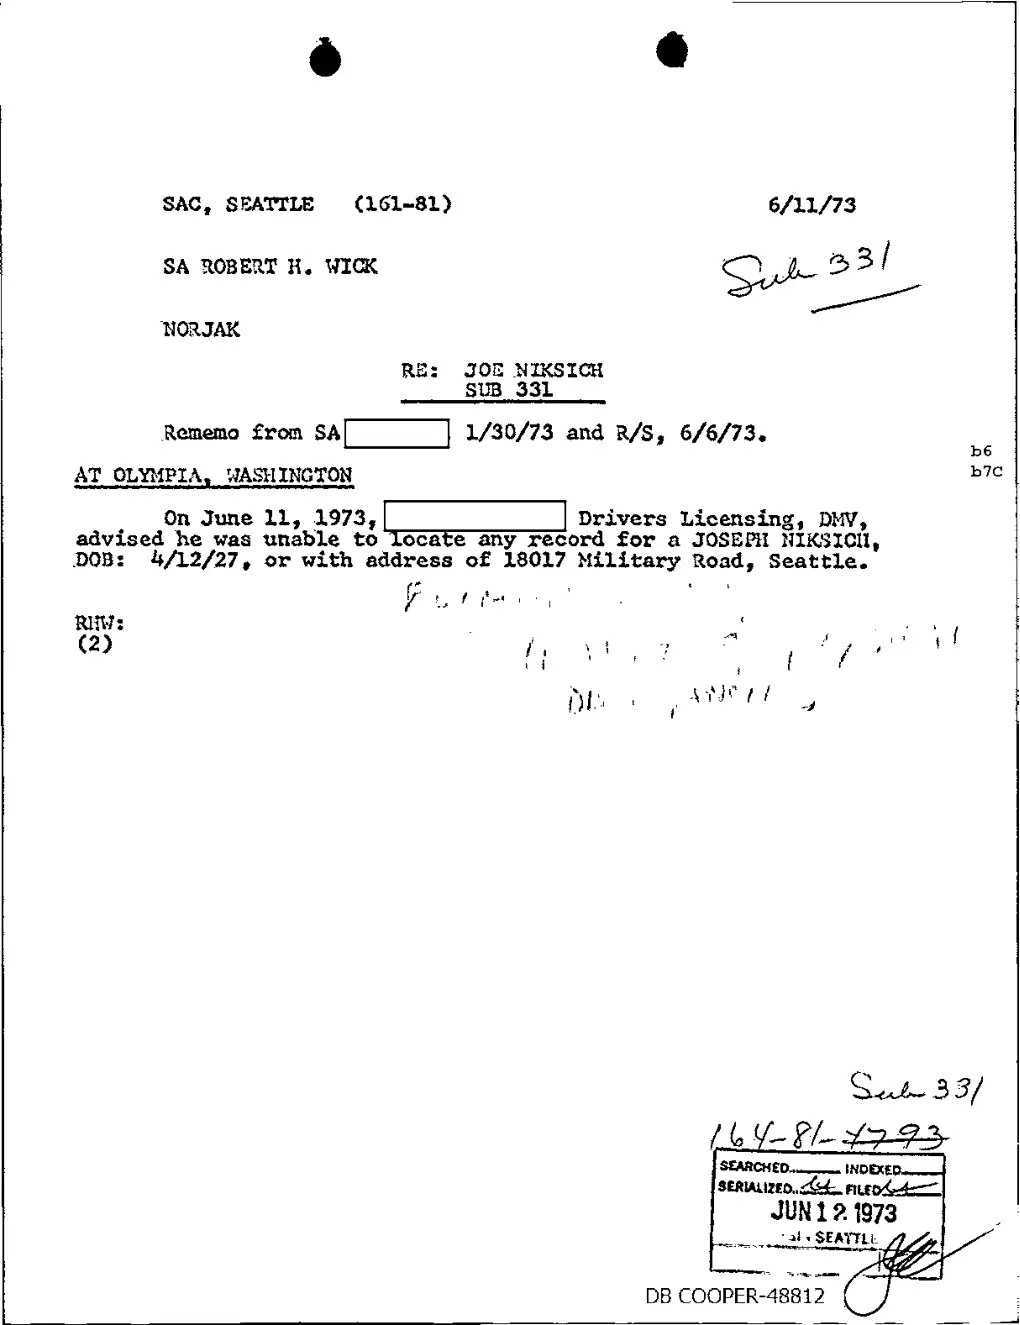 SAC, SEATTLE (161-81) 6/11/73
SA ROBERT H. WICK
Sub 331
NORJAK
RE: JOE NIKSICH
SUB 331
Rememo from SA 1/30/73 and R/S, 6/6/73.
b6
b7C
AT OLYMPIA, WASHINGTON
On June 11, 1973, Drivers Licensing, DMV,
advised he was unable to locate any record for a JOSEPH NIKSICH,
DOB: 4/12/27, or with address of 18017 Military Road, Seattle.
RHW:
(2)
Sub 331
164-81-4793
SEARCHED INDEXED
SERIALIZED FILED
JUN 12 1973
SEATTLE
DB COOPER-48812